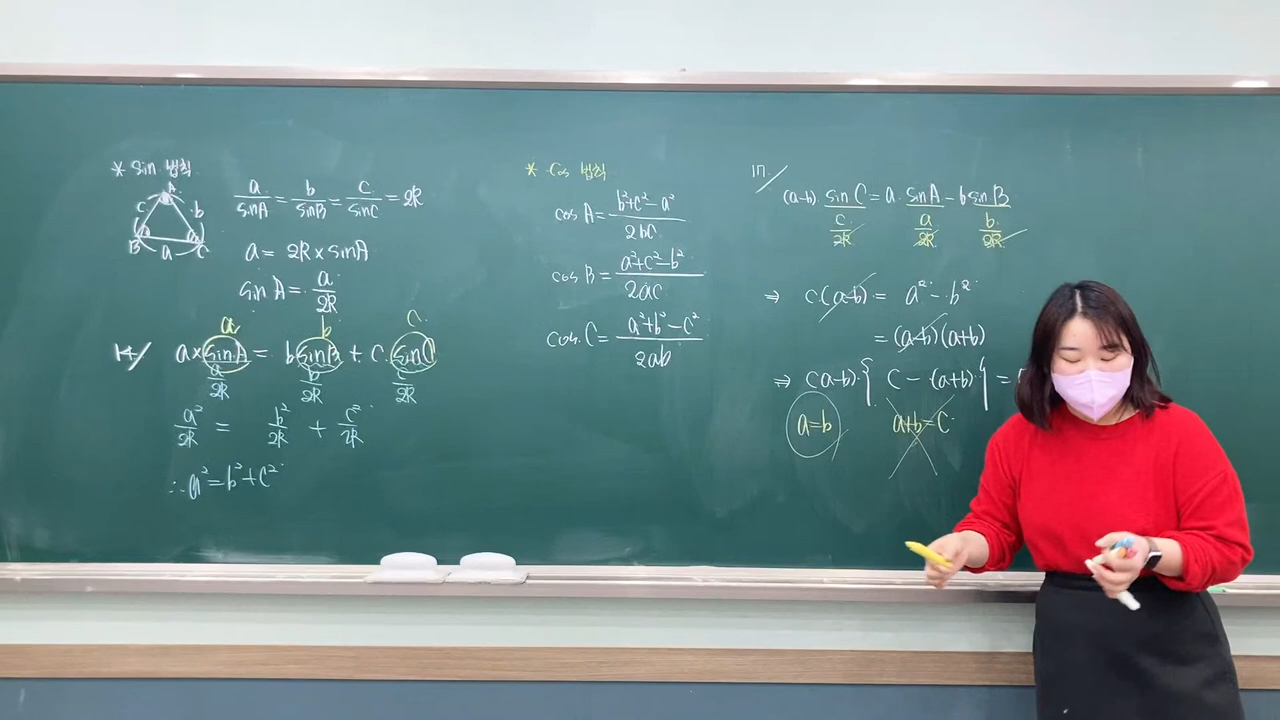 * Sin 법칙
A
c b
B a C
a/sinA = b/sinB = c/sinC = 2R
a = 2R × sinA
sinA = a/2R
a b c
14/ a × sinA = b sinB + c sinC
a/2R b/2R c/2R
a²/2R = b²/2R + c²/2R
∴ a² = b² + c²
* Cos 법칙
cos A = b²+c²-a² / 2bc
cos B = a²+c²-b² / 2ac
cos C = a²+b²-c² / 2ab
17/
(a-b) sinC = a sinA - b sinB
c/2R a/2R b/2R
⇒ c(a-b) = a² - b²
= (a-b)(a+b)
⇒ (a-b){ c - (a+b) } =
a=b a+b=c